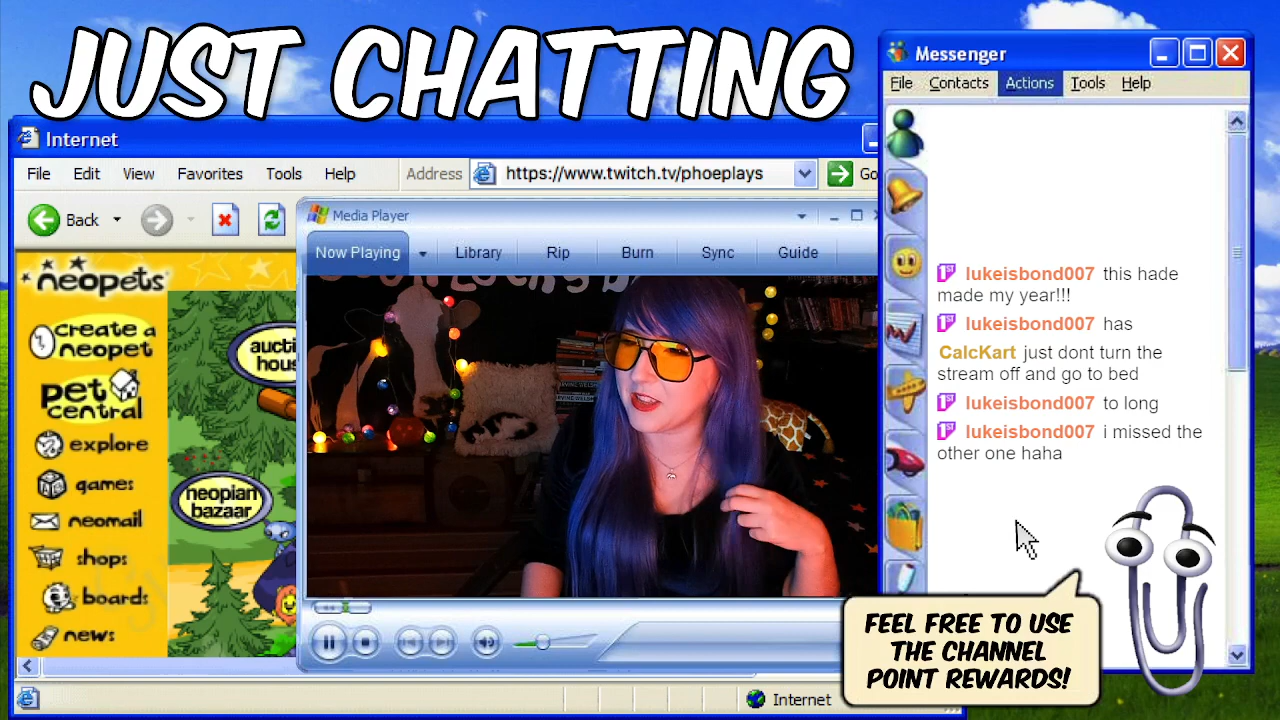 JUST CHATTING
Internet
File Edit View Favorites Tools Help
Address https://www.twitch.tv/phoeplays Go
Back
neopets
create a
neopet
pet
central
explore
games
neomail
shops
boards
news
neopian
bazaar
Media Player
Now Playing Library Rip Burn Sync Guide
IRVINE WELSH
Internet
Messenger
File Contacts Actions Tools Help
lukeisbond007 this hade
made my year!!!
lukeisbond007 has
CalcKart just dont turn the
stream off and go to bed
lukeisbond007 to long
lukeisbond007 i missed the
other one haha
FEEL FREE TO USE
THE CHANNEL
POINT REWARDS!